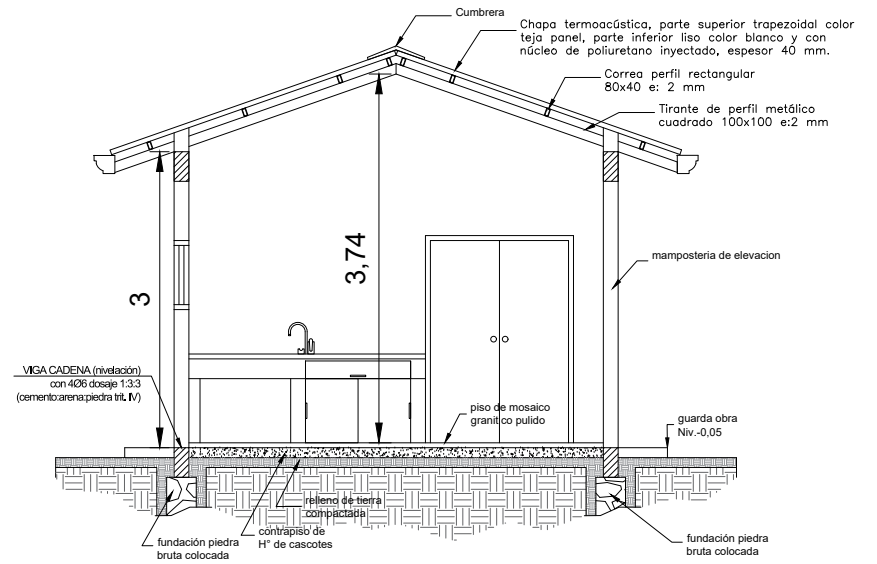 Cumbrera
Chapa termoacústica, parte superior trapezoidal color
teja panel, parte inferior liso color blanco y con
núcleo de poliuretano inyectado, espesor 40 mm.
Correa perfil rectangular
80x40 e: 2 mm
Tirante de perfil metálico
cuadrado 100x100 e:2 mm
3,74
3
mamposteria de elevacion
VIGA CADENA (nivelación)
con 4Ø6 dosaje 1:3:3
(cemento:arena:piedra trit. IV)
piso de mosaico
granitico pulido
guarda obra
Niv.-0,05
relleno de tierra
compactada
contrapiso de
H° de cascotes
fundación piedra
bruta colocada
fundación piedra
bruta colocada